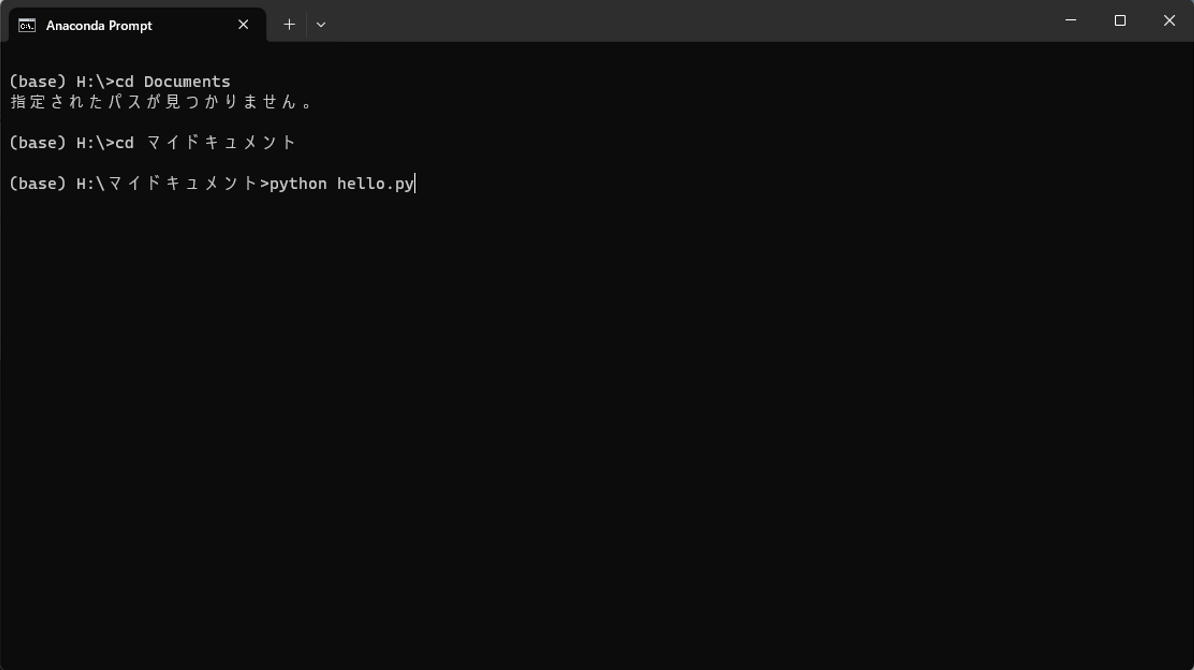 Anaconda Prompt
(base) H:\>cd Documents
指定されたパスが見つかりません。
(base) H:\>cd マイドキュメント
(base) H:\マイドキュメント>python hello.py